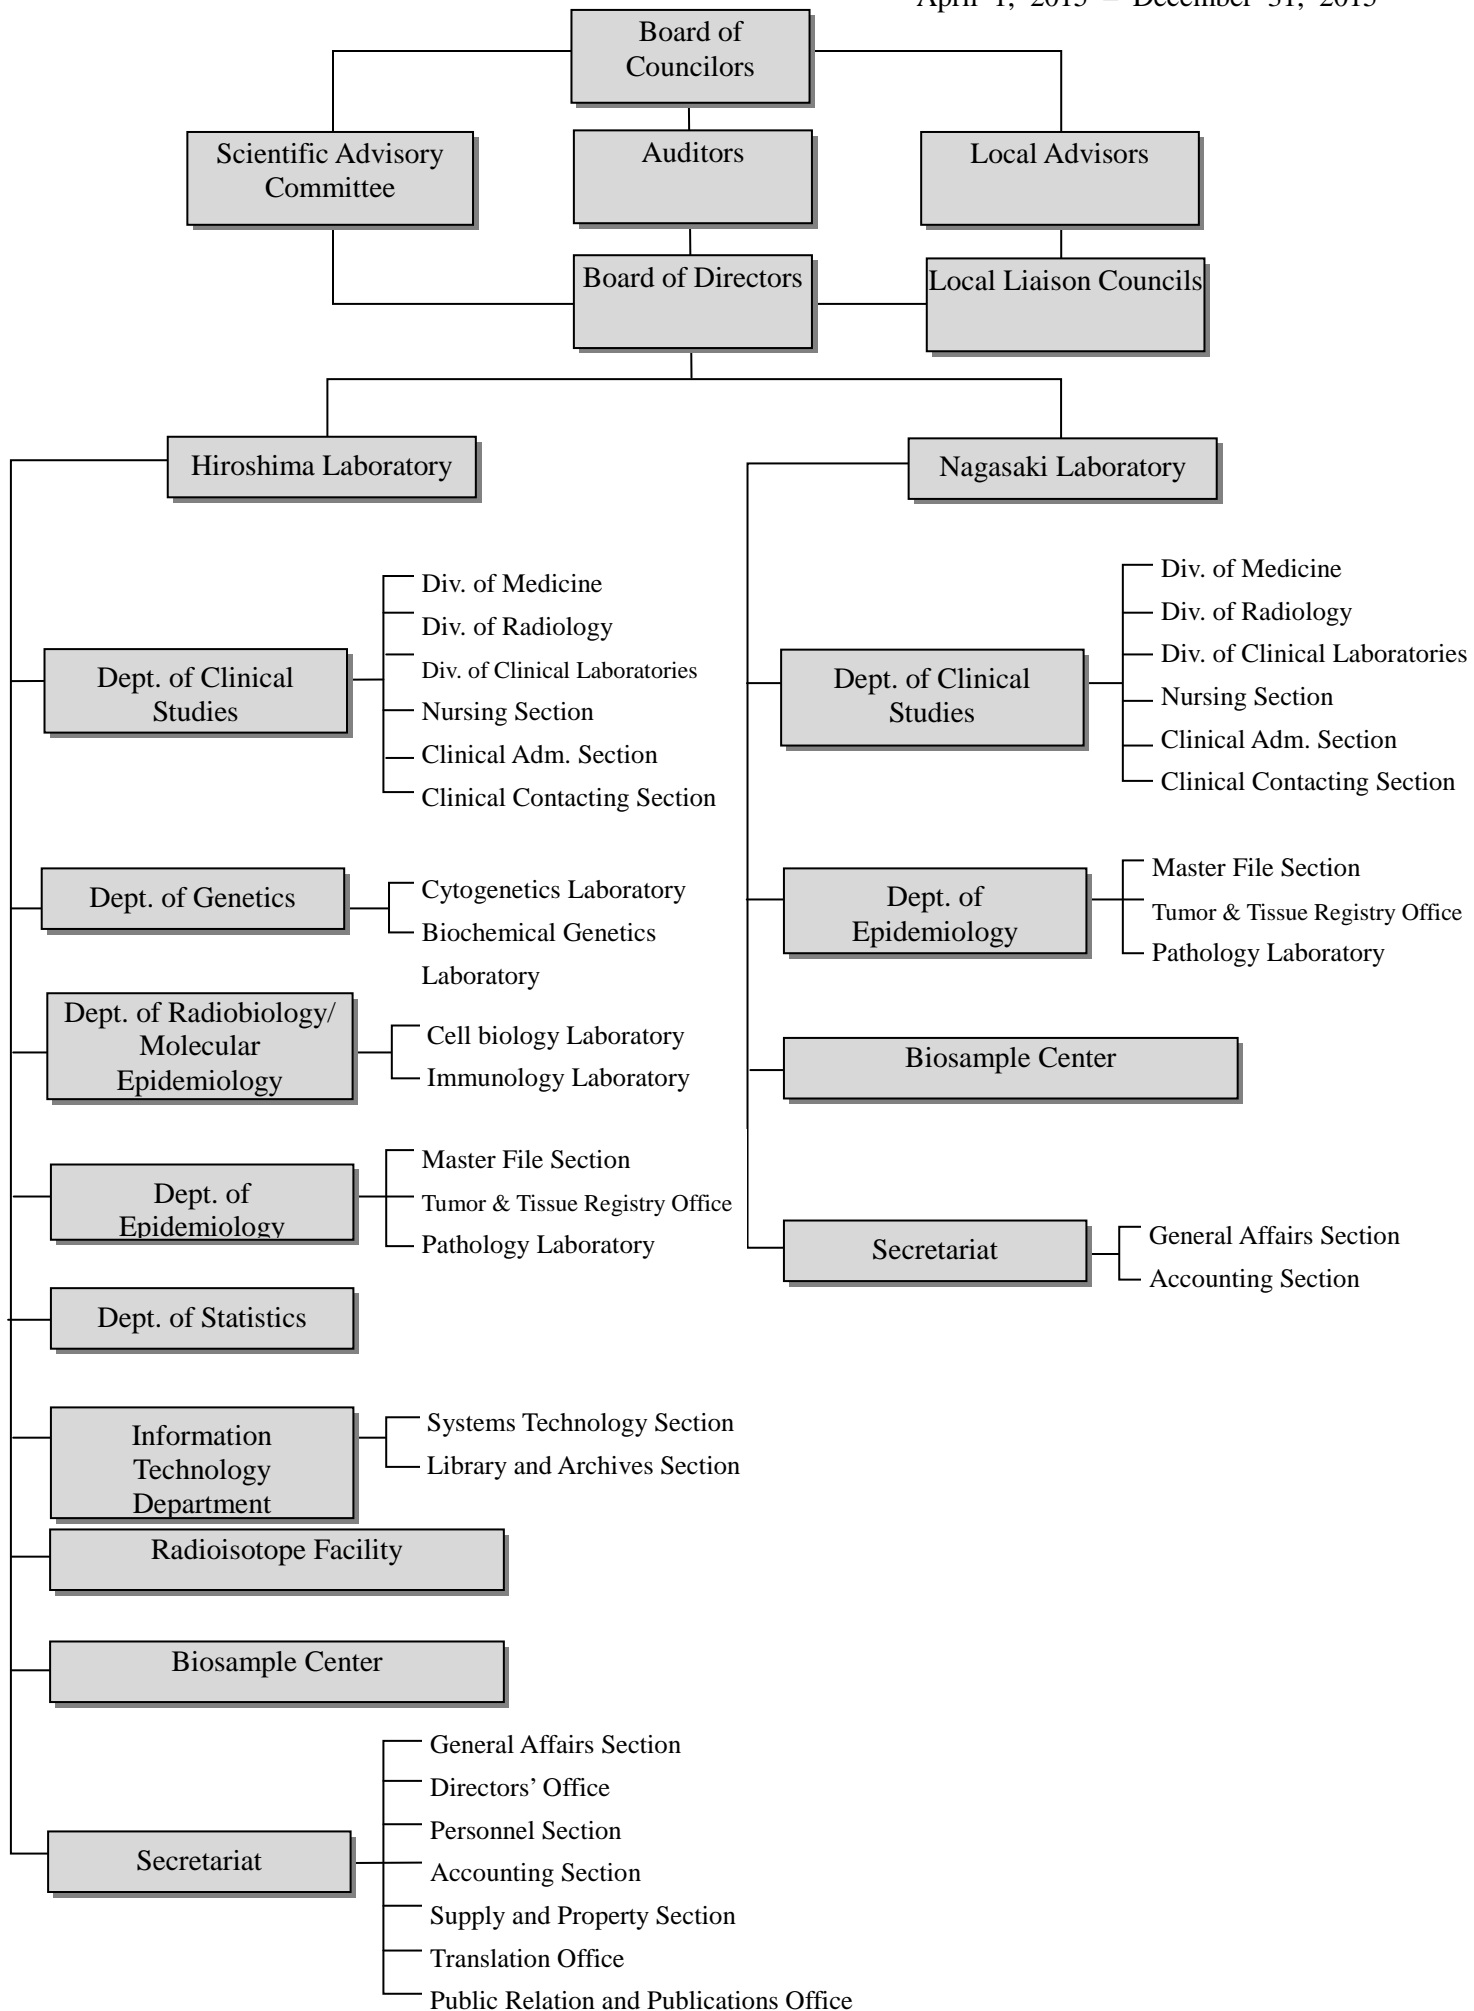 April 1, 2015 – December 31, 2015
Board of
Councilors
Scientific Advisory
Committee
Auditors
Local Advisors
Board of Directors
Local Liaison Councils
Hiroshima Laboratory
Div. of Medicine
Div. of Radiology
Dept. of Clinical
Studies
Div. of Clinical Laboratories
Nursing Section
Clinical Adm. Section
Clinical Contacting Section
Dept. of Genetics
Cytogenetics Laboratory
Biochemical Genetics
Laboratory
Dept. of Radiobiology/
Molecular
Epidemiology
Cell biology Laboratory
Immunology Laboratory
Dept. of
Epidemiology
Master File Section
Tumor & Tissue Registry Office
Pathology Laboratory
Dept. of Statistics
Information
Technology
Department
Systems Technology Section
Library and Archives Section
Radioisotope Facility
Biosample Center
Secretariat
General Affairs Section
Directors’ Office
Personnel Section
Accounting Section
Supply and Property Section
Translation Office
Public Relation and Publications Office
Nagasaki Laboratory
Dept. of Clinical
Studies
Div. of Medicine
Div. of Radiology
Div. of Clinical Laboratories
Nursing Section
Clinical Adm. Section
Clinical Contacting Section
Dept. of
Epidemiology
Master File Section
Tumor & Tissue Registry Office
Pathology Laboratory
Biosample Center
Secretariat
General Affairs Section
Accounting Section